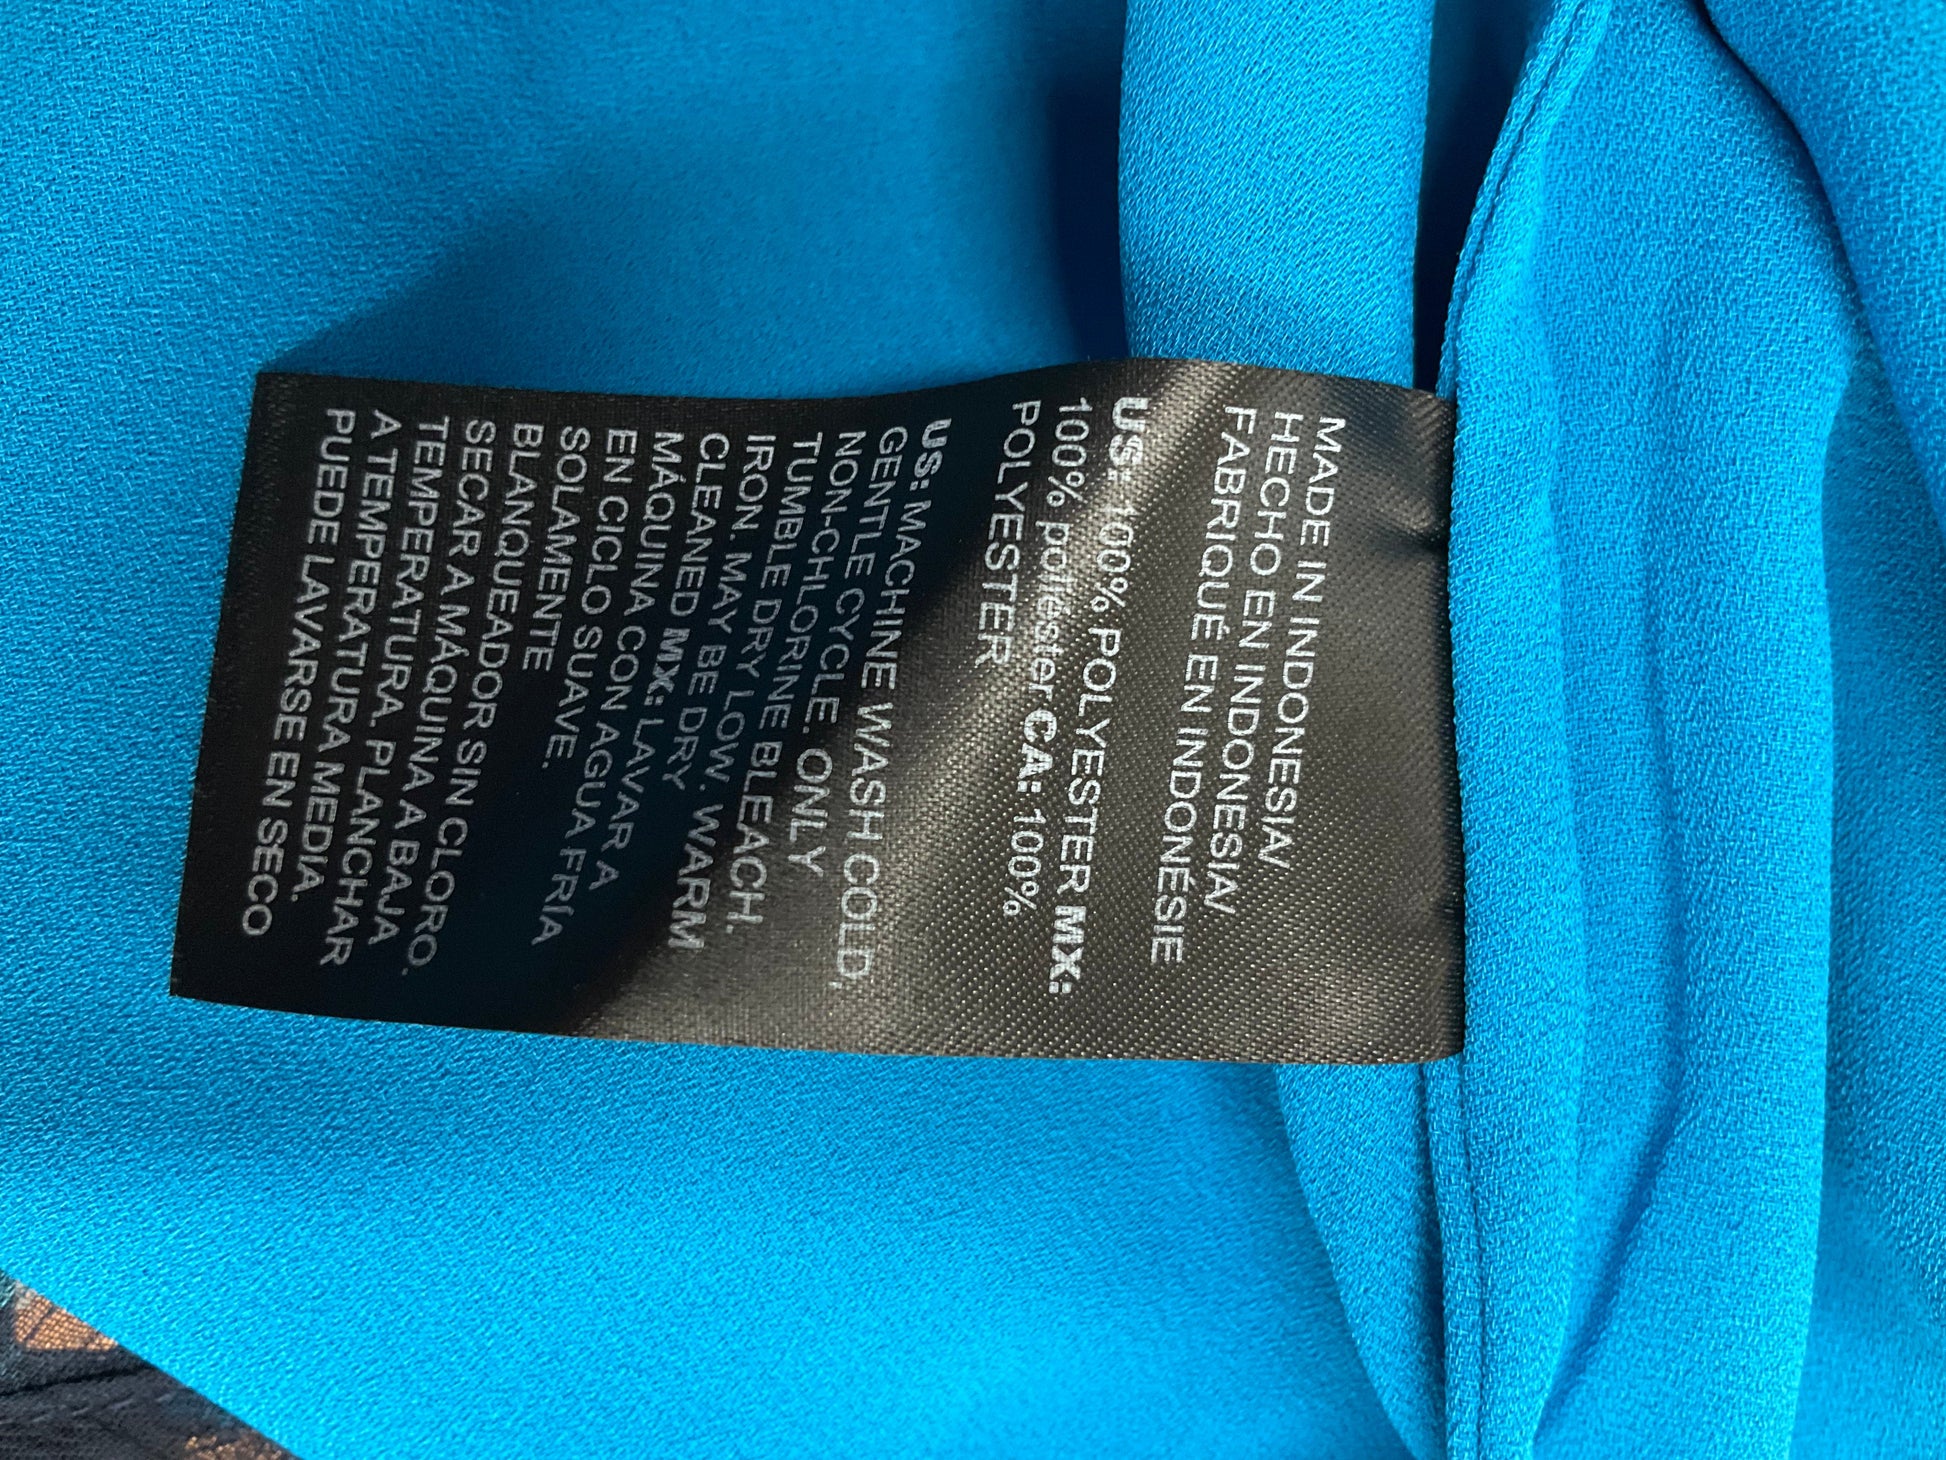 MADE IN INDONESIA/
HECHO EN INDONESIA/
FABRIQUÉ EN INDONÉSIE
US: 100% POLYESTER MX:
100% poliéster CA: 100%
POLYESTER
US: MACHINE WASH COLD,
GENTLE CYCLE. ONLY
NON-CHLORINE BLEACH.
TUMBLE DRY LOW. WARM
IRON. MAY BE DRY
CLEANED MX: LAVAR A
MÁQUINA CON AGUA FRÍA
EN CICLO SUAVE.
SOLAMENTE
BLANQUEADOR SIN CLORO.
SECAR A MÁQUINA A BAJA
TEMPERATURA. PLANCHAR
A TEMPERATURA MEDIA.
PUEDE LAVARSE EN SECO